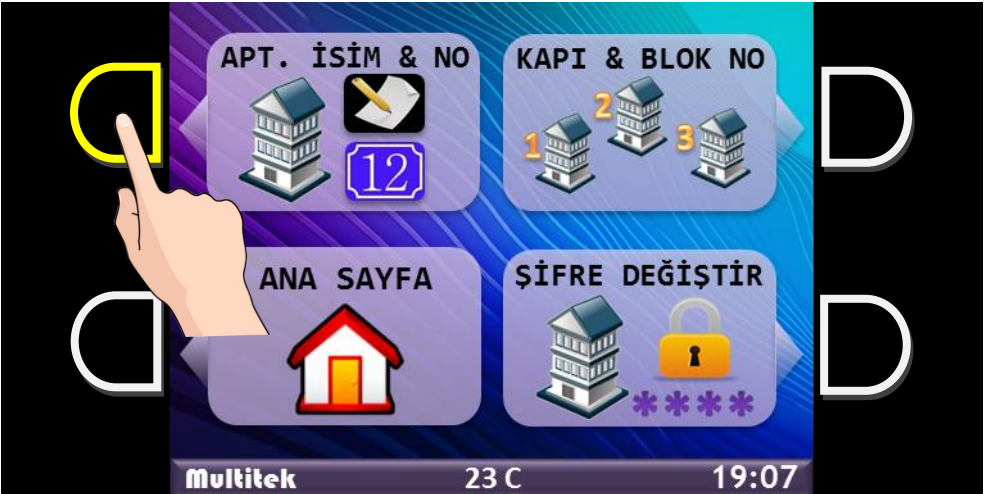 APT. İSİM & NO
KAPI & BLOK NO
12
1
2
3
ANA SAYFA
ŞİFRE DEĞİŞTİR
****
Multitek
23 C
19:07